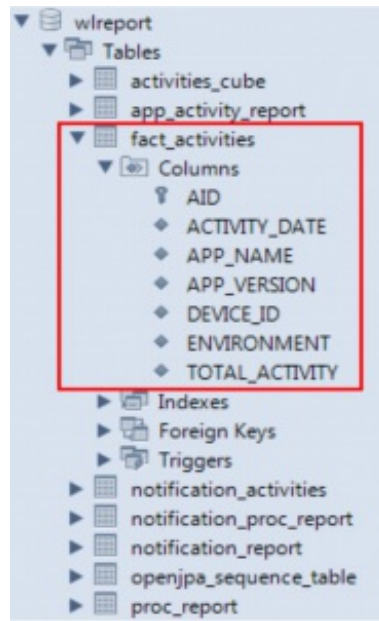 wlreport
Tables
activities_cube
app_activity_report
fact_activities
Columns
AID
ACTIVITY_DATE
APP_NAME
APP_VERSION
DEVICE_ID
ENVIRONMENT
TOTAL_ACTIVITY
Indexes
Foreign Keys
Triggers
notification_activities
notification_proc_report
notification_report
openjpa_sequence_table
proc_report